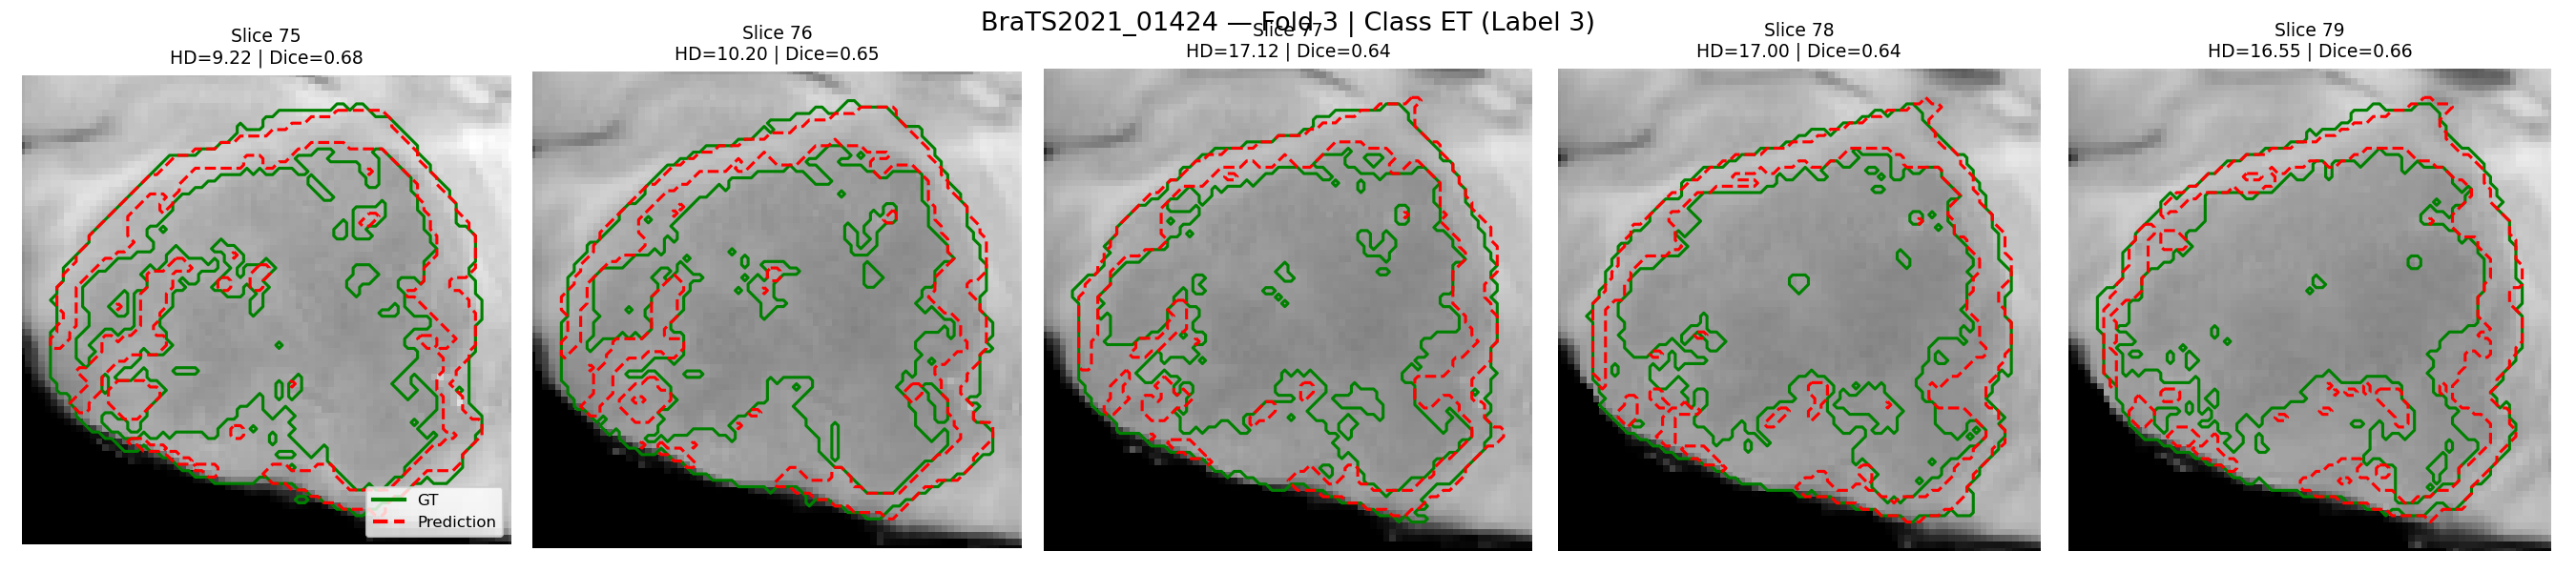 BraTS2021_01424 — Fold 3 | Class ET (Label 3)
Slice 75
HD=9.22 | Dice=0.68
Slice 76
HD=10.20 | Dice=0.65
Slice 77
HD=17.12 | Dice=0.64
Slice 78
HD=17.00 | Dice=0.64
Slice 79
HD=16.55 | Dice=0.66
GT
Prediction